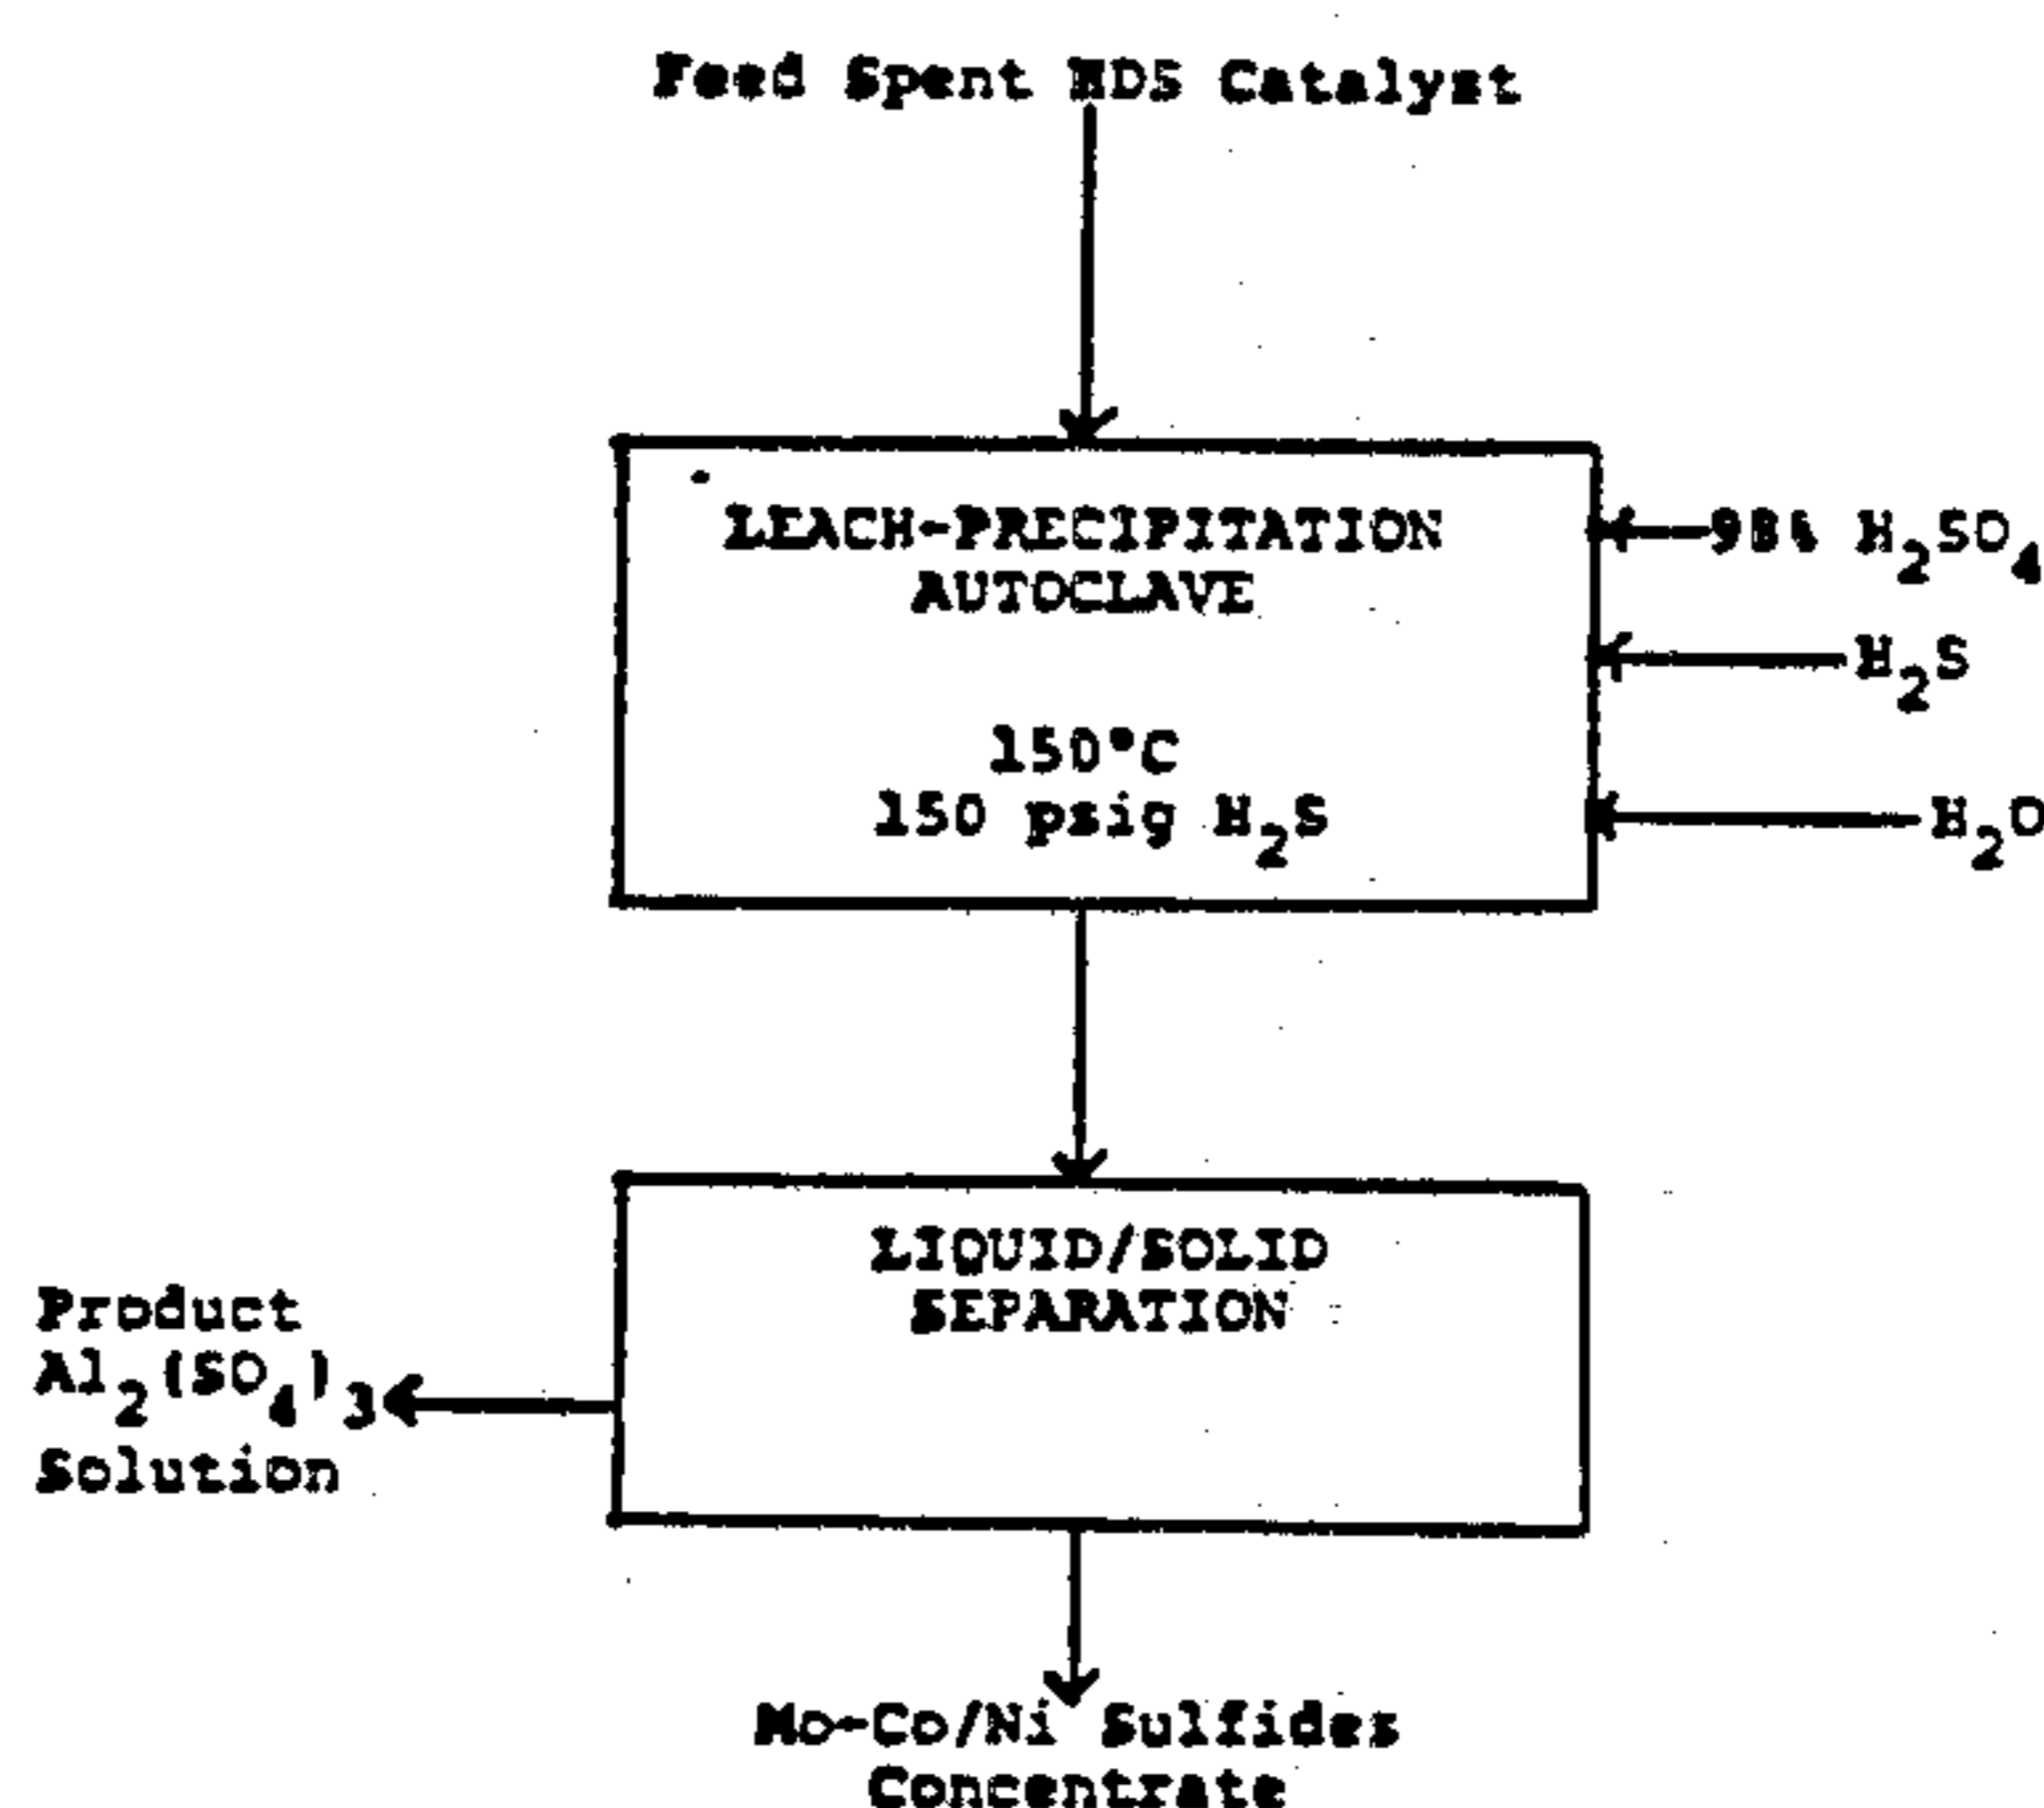 Feed Spent HDS Catalyst
LEACH-PRECIPITATION
AUTOCLAVE
98% H₂SO₄
H₂S
150°C
150 psig H₂S
H₂O
LIQUID/SOLID
SEPARATION
Product
Al₂(SO₄)₃
Solution
Mo-Co/Ni Sulfides
Concentrate